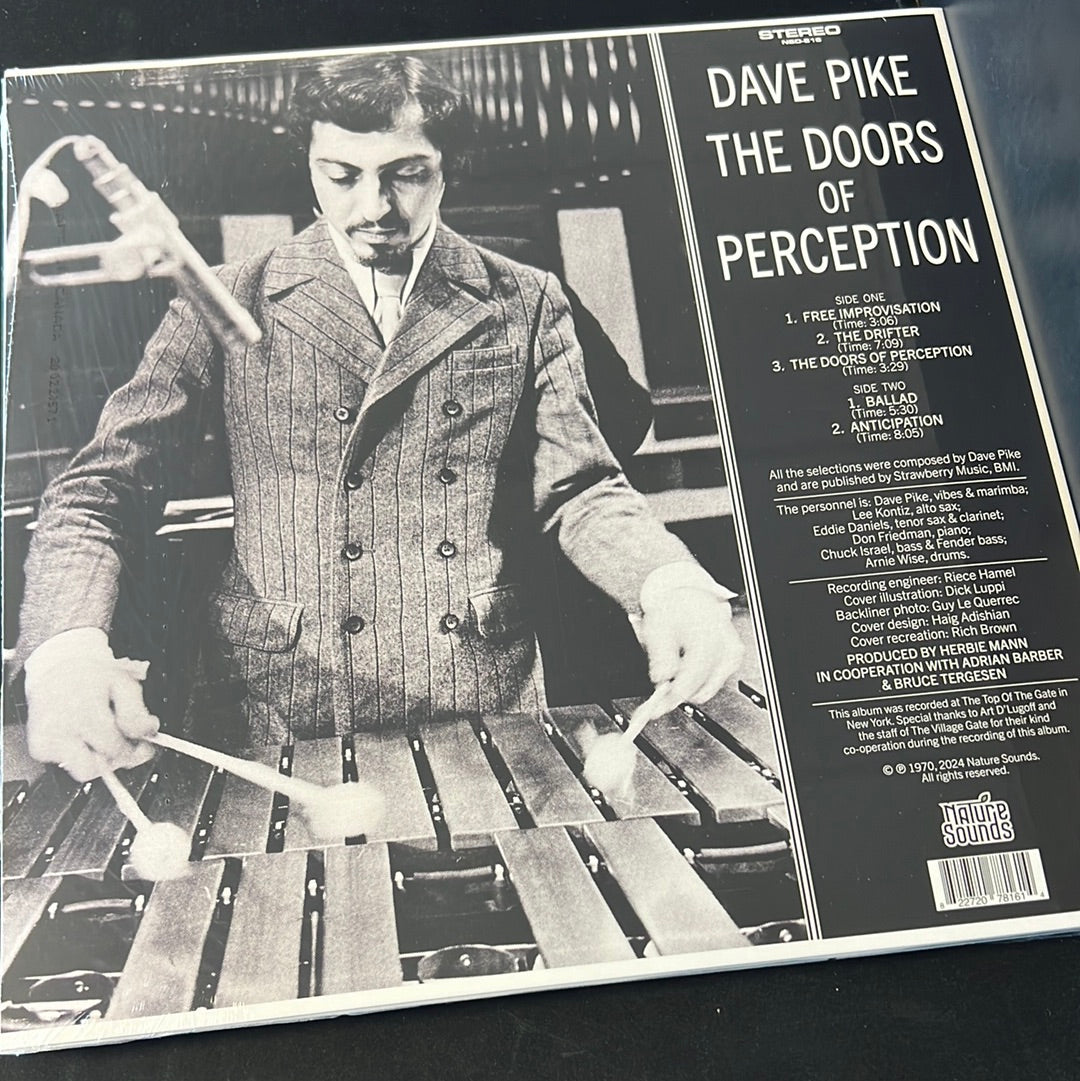 STEREO
DAVE PIKE
THE DOORS
OF
PERCEPTION
SIDE ONE
1. FREE IMPROVISATION
(Time: 3:06)
2. THE DRIFTER
(Time: 7:09)
3. THE DOORS OF PERCEPTION
(Time: 3:29)
SIDE TWO
1. BALLAD
(Time: 5:30)
2. ANTICIPATION
(Time: 8:05)
All the selections were composed by Dave Pike
and are published by Strawberry Music, BMI.
The personnel is: Dave Pike, vibes & marimba;
Lee Kontiz, alto sax;
Eddie Daniels, tenor sax & clarinet;
Don Friedman, piano;
Chuck Israel, bass & Fender bass;
Arnie Wise, drums.
Recording engineer: Riece Hamel
Cover illustration: Dick Luppi
Backliner photo: Guy Le Querrec
Cover design: Haig Adishian
Cover recreation: Rich Brown
PRODUCED BY HERBIE MANN
IN COOPERATION WITH ADRIAN BARBER
& BRUCE TERGESEN
This album was recorded at The Top Of The Gate in
New York. Special thanks to Art D'Lugoff and
the staff of The Village Gate for their kind
co-operation during the recording of this album.
© ℗ 1970, 2024 Nature Sounds.
All rights reserved.
Nature
Sounds
8 22720 78161 4